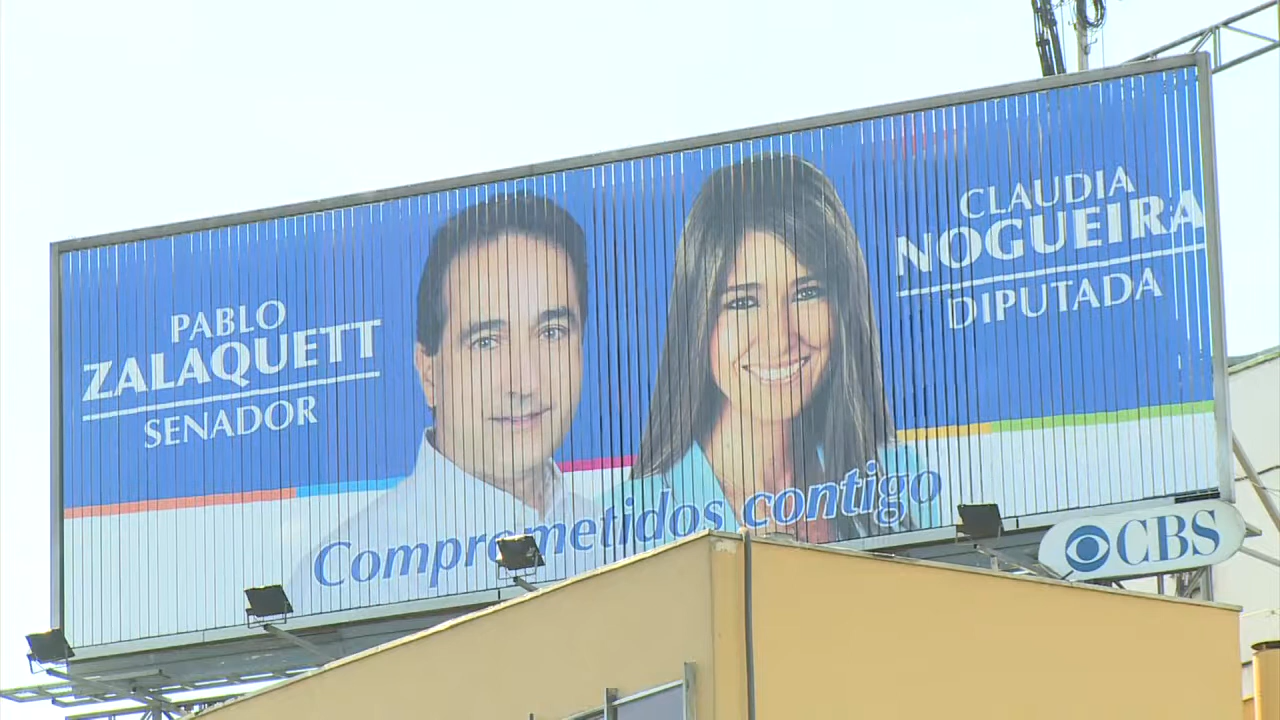 PABLO
ZALAQUETT
SENADOR
CLAUDIA
NOGUEIRA
DIPUTADA
Comprometidos contigo
CBS